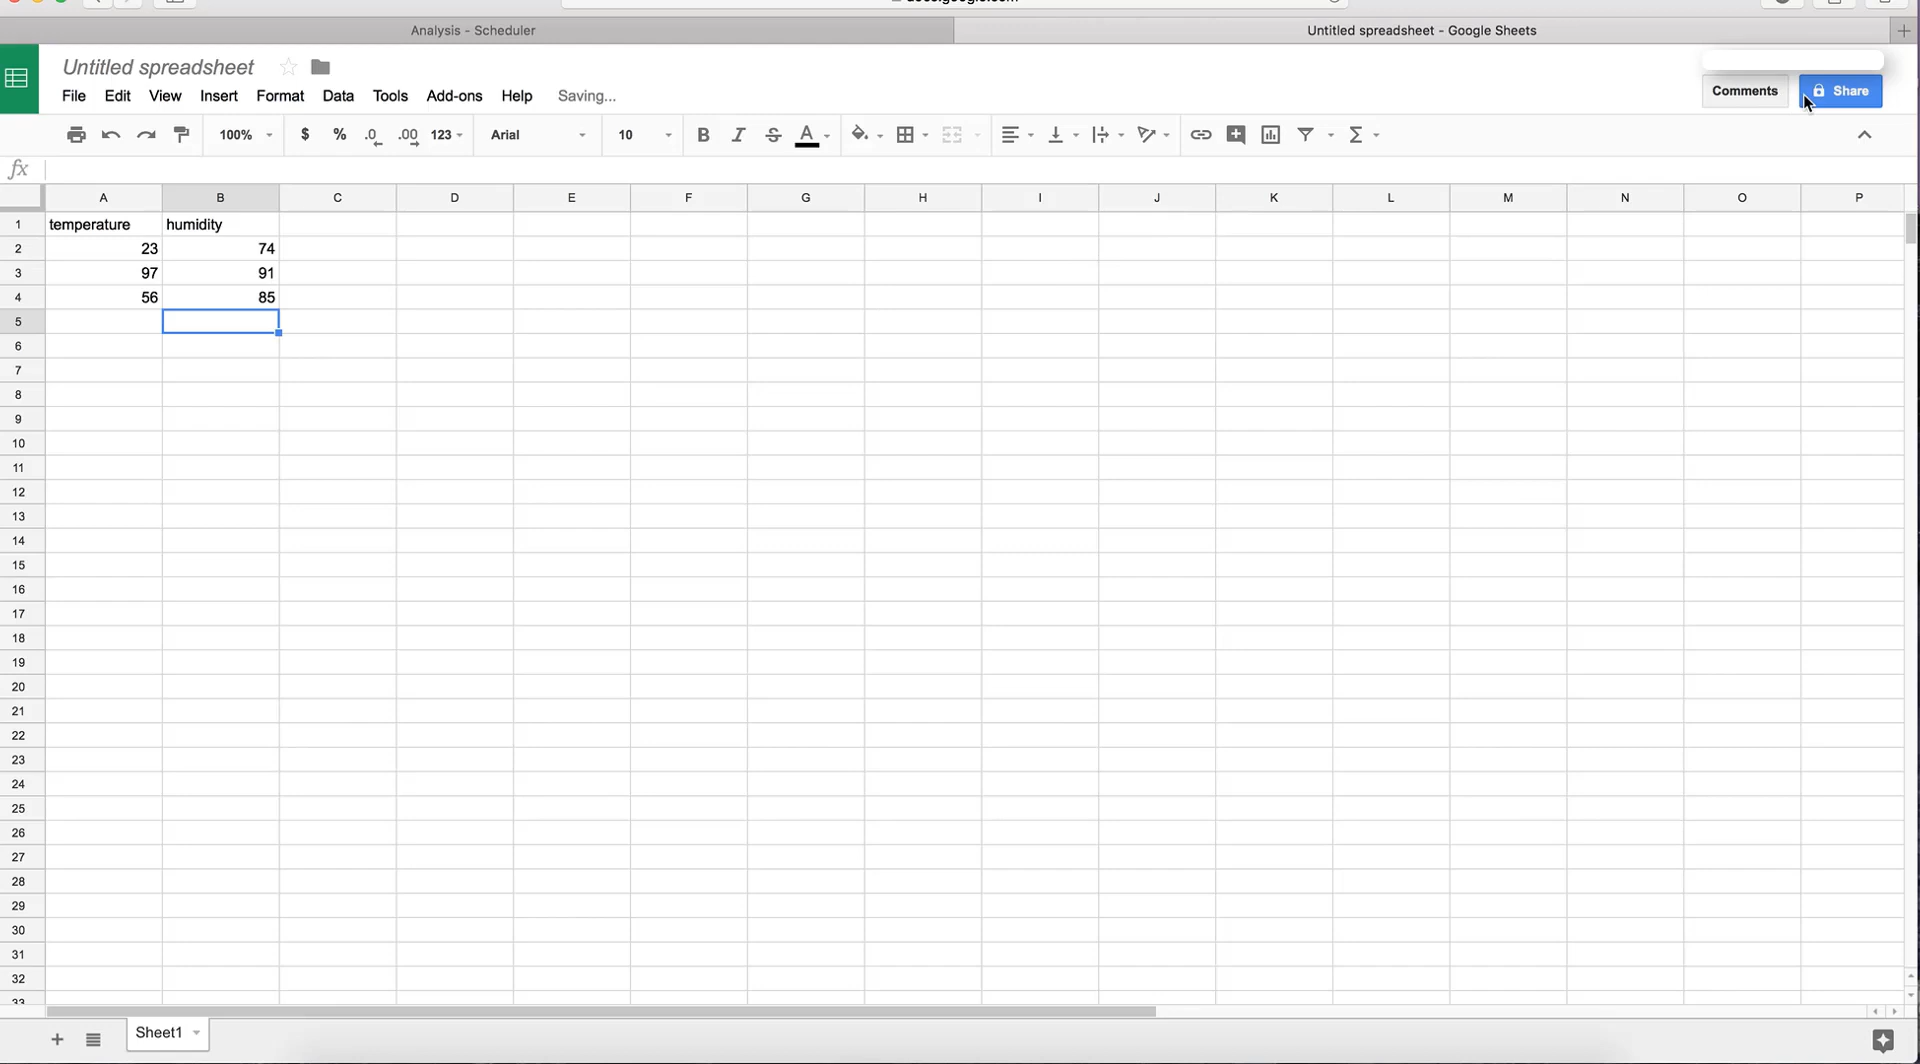 Analysis - Scheduler
Untitled spreadsheet - Google Sheets
Untitled spreadsheet
File Edit View Insert Format Data Tools Add-ons Help Saving...
Comments
Share
100% $ % .0 .00 123 Arial 10 B I S A Σ
fx
A B C D E F G H I J K L M N O P
1 temperature humidity
2 23 74
3 97 91
4 56 85
5
6
7
8
9
10
11
12
13
14
15
16
17
18
19
20
21
22
23
24
25
26
27
28
29
30
31
32
33
Sheet1